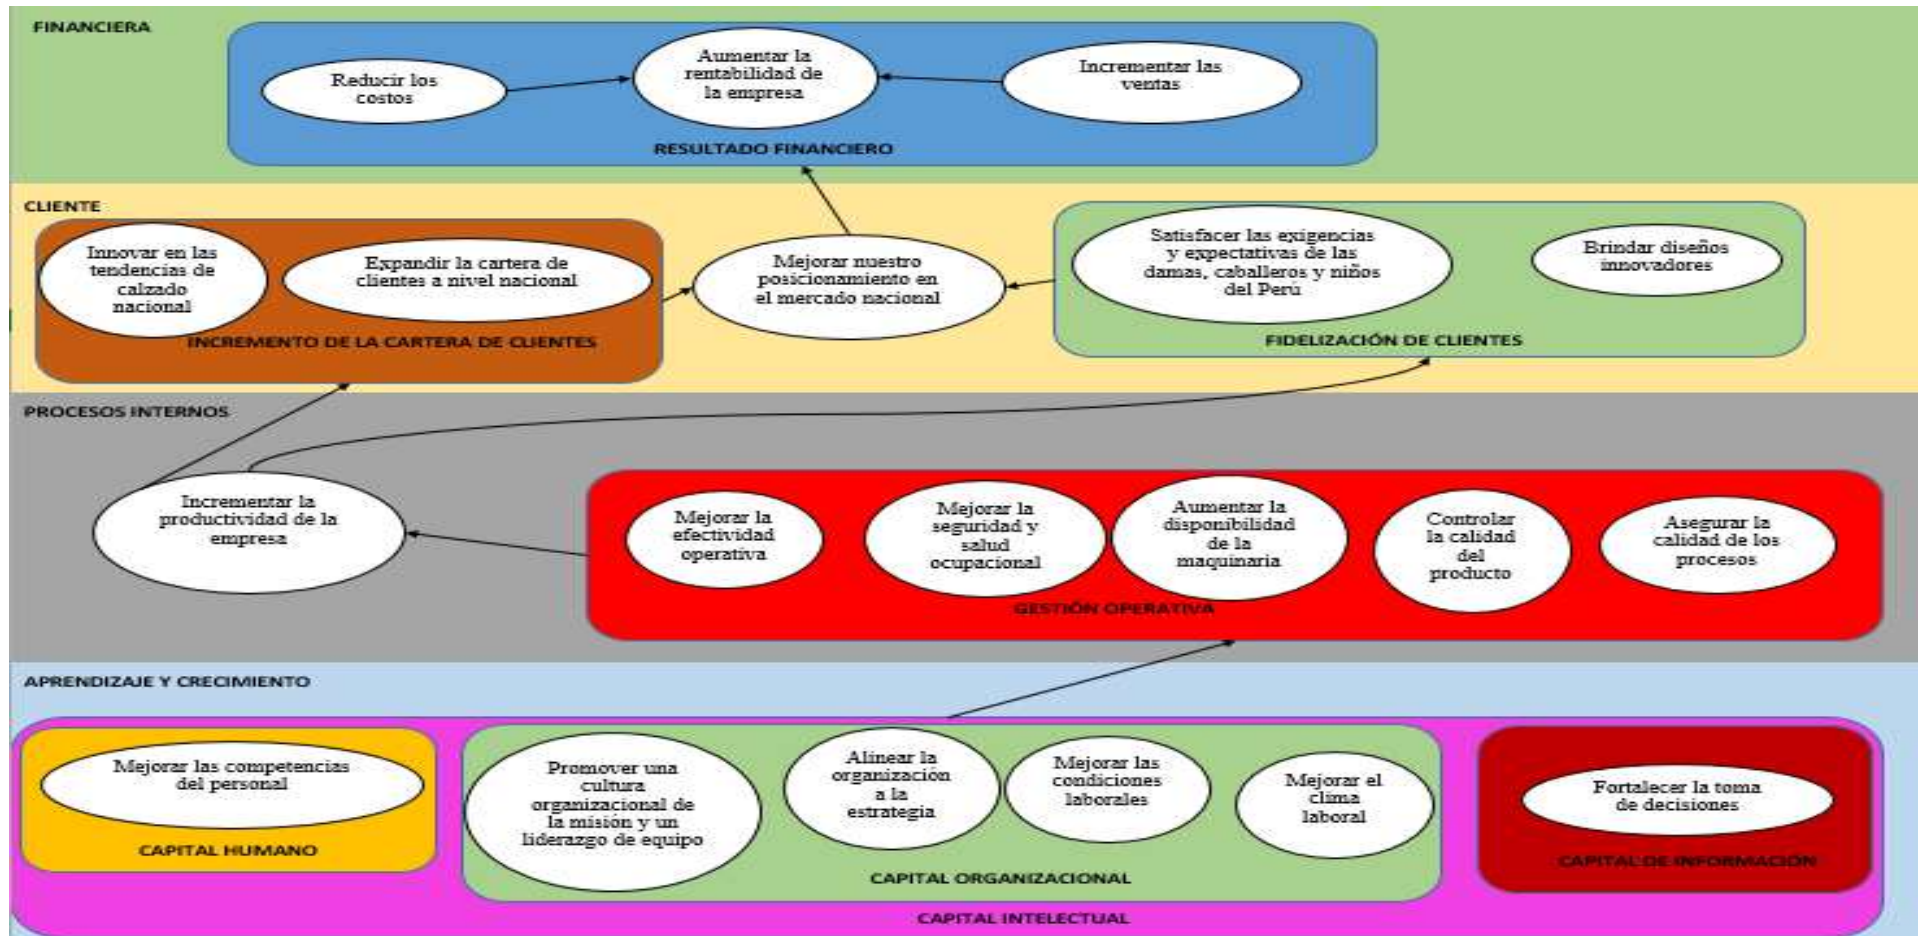 FINANCIERA
Reducir los
costos
Aumentar la
rentabilidad de
la empresa
Incrementar las
ventas
RESULTADO FINANCIERO
CLIENTE
Innovar en las
tendencias de
calzado
nacional
Expandir la cartera de
clientes a nivel nacional
INCREMENTO DE LA CARTERA DE CLIENTES
Mejorar nuestro
posicionamiento en
el mercado nacional
Satisfacer las exigencias
y expectativas de las
damas, caballeros y niños
del Perú
Brindar diseños
innovadores
FIDELIZACIÓN DE CLIENTES
PROCESOS INTERNOS
Incrementar la
productividad de la
empresa
Mejorar la
efectividad
operativa
Mejorar la
seguridad y
salud
ocupacional
Aumentar la
disponibilidad
de la
maquinaria
Controlar
la calidad
del
producto
Asegurar la
calidad de los
procesos
GESTIÓN OPERATIVA
APRENDIZAJE Y CRECIMIENTO
Mejorar las competencias
del personal
CAPITAL HUMANO
Promover una
cultura
organizacional de
la misión y un
liderazgo de equipo
Alinear la
organización
a la
estrategia
Mejorar las
condiciones
laborales
Mejorar el
clima
laboral
CAPITAL ORGANIZACIONAL
Fortalecer la toma
de decisiones
CAPITAL DE INFORMACIÓN
CAPITAL INTELECTUAL